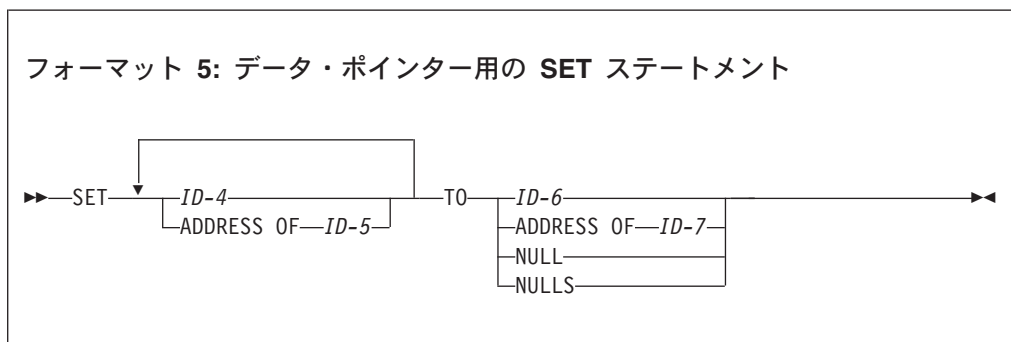 フォーマット 5: データ・ポインター用の SET ステートメント
SET ID-4 TO ID-6
ADDRESS OF ID-5 ADDRESS OF ID-7
NULL
NULLS